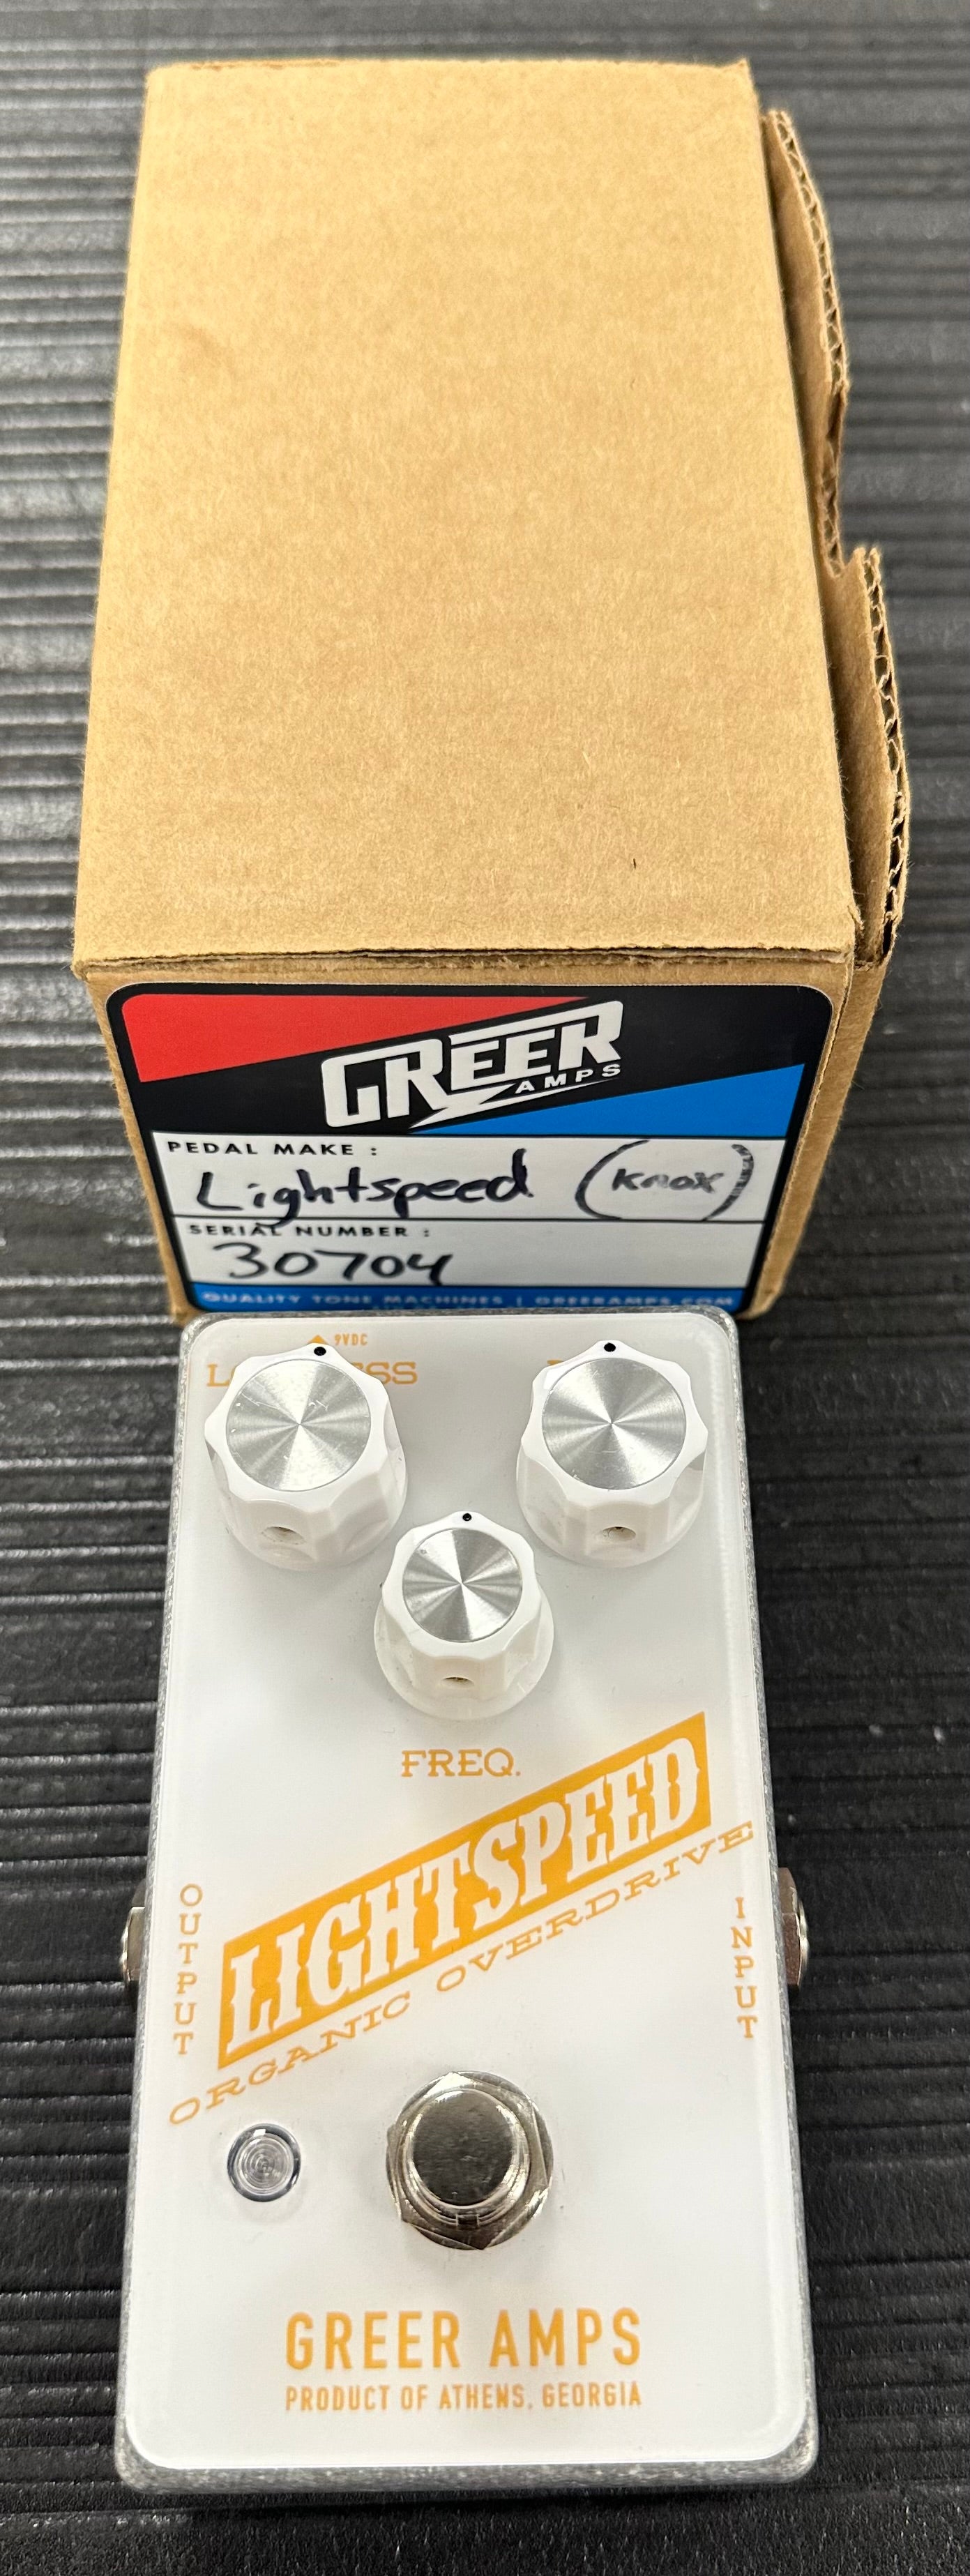 GREER
AMPS
PEDAL MAKE :
Lightspeed (Knox)
SERIAL NUMBER :
30704
QUALITY TONE MACHINES | GREERAMPS.COM
9VDC
FREQ.
LIGHTSPEED
ORGANIC OVERDRIVE
OUTPUT
INPUT
GREER AMPS
PRODUCT OF ATHENS, GEORGIA